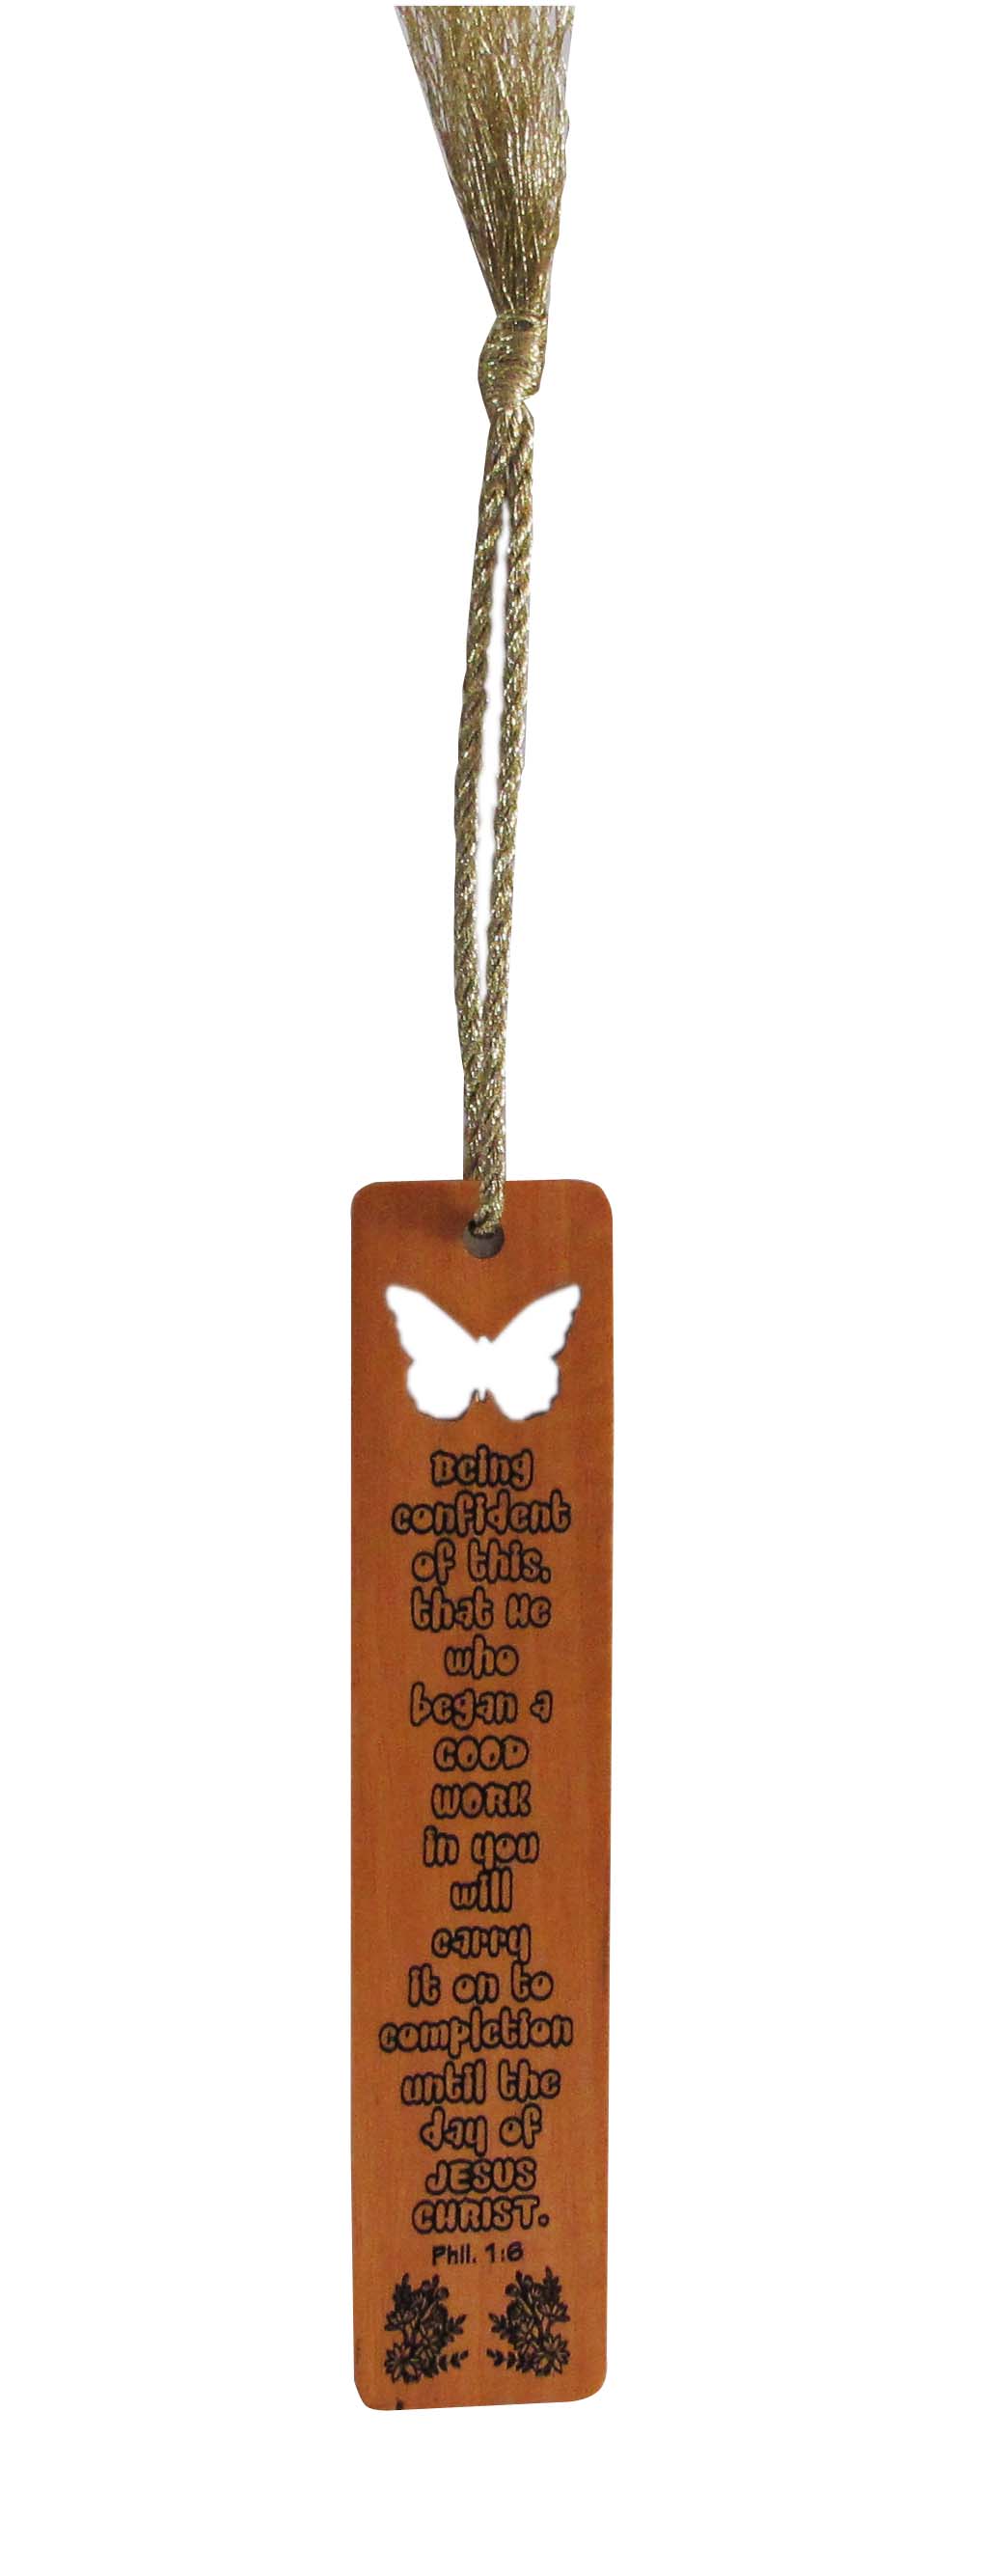 Being
confident
of this,
that He
who
began a
GOOD
WORK
in you
will
carry
it on to
completion
until the
day of
JESUS
CHRIST.
Phil. 1:6